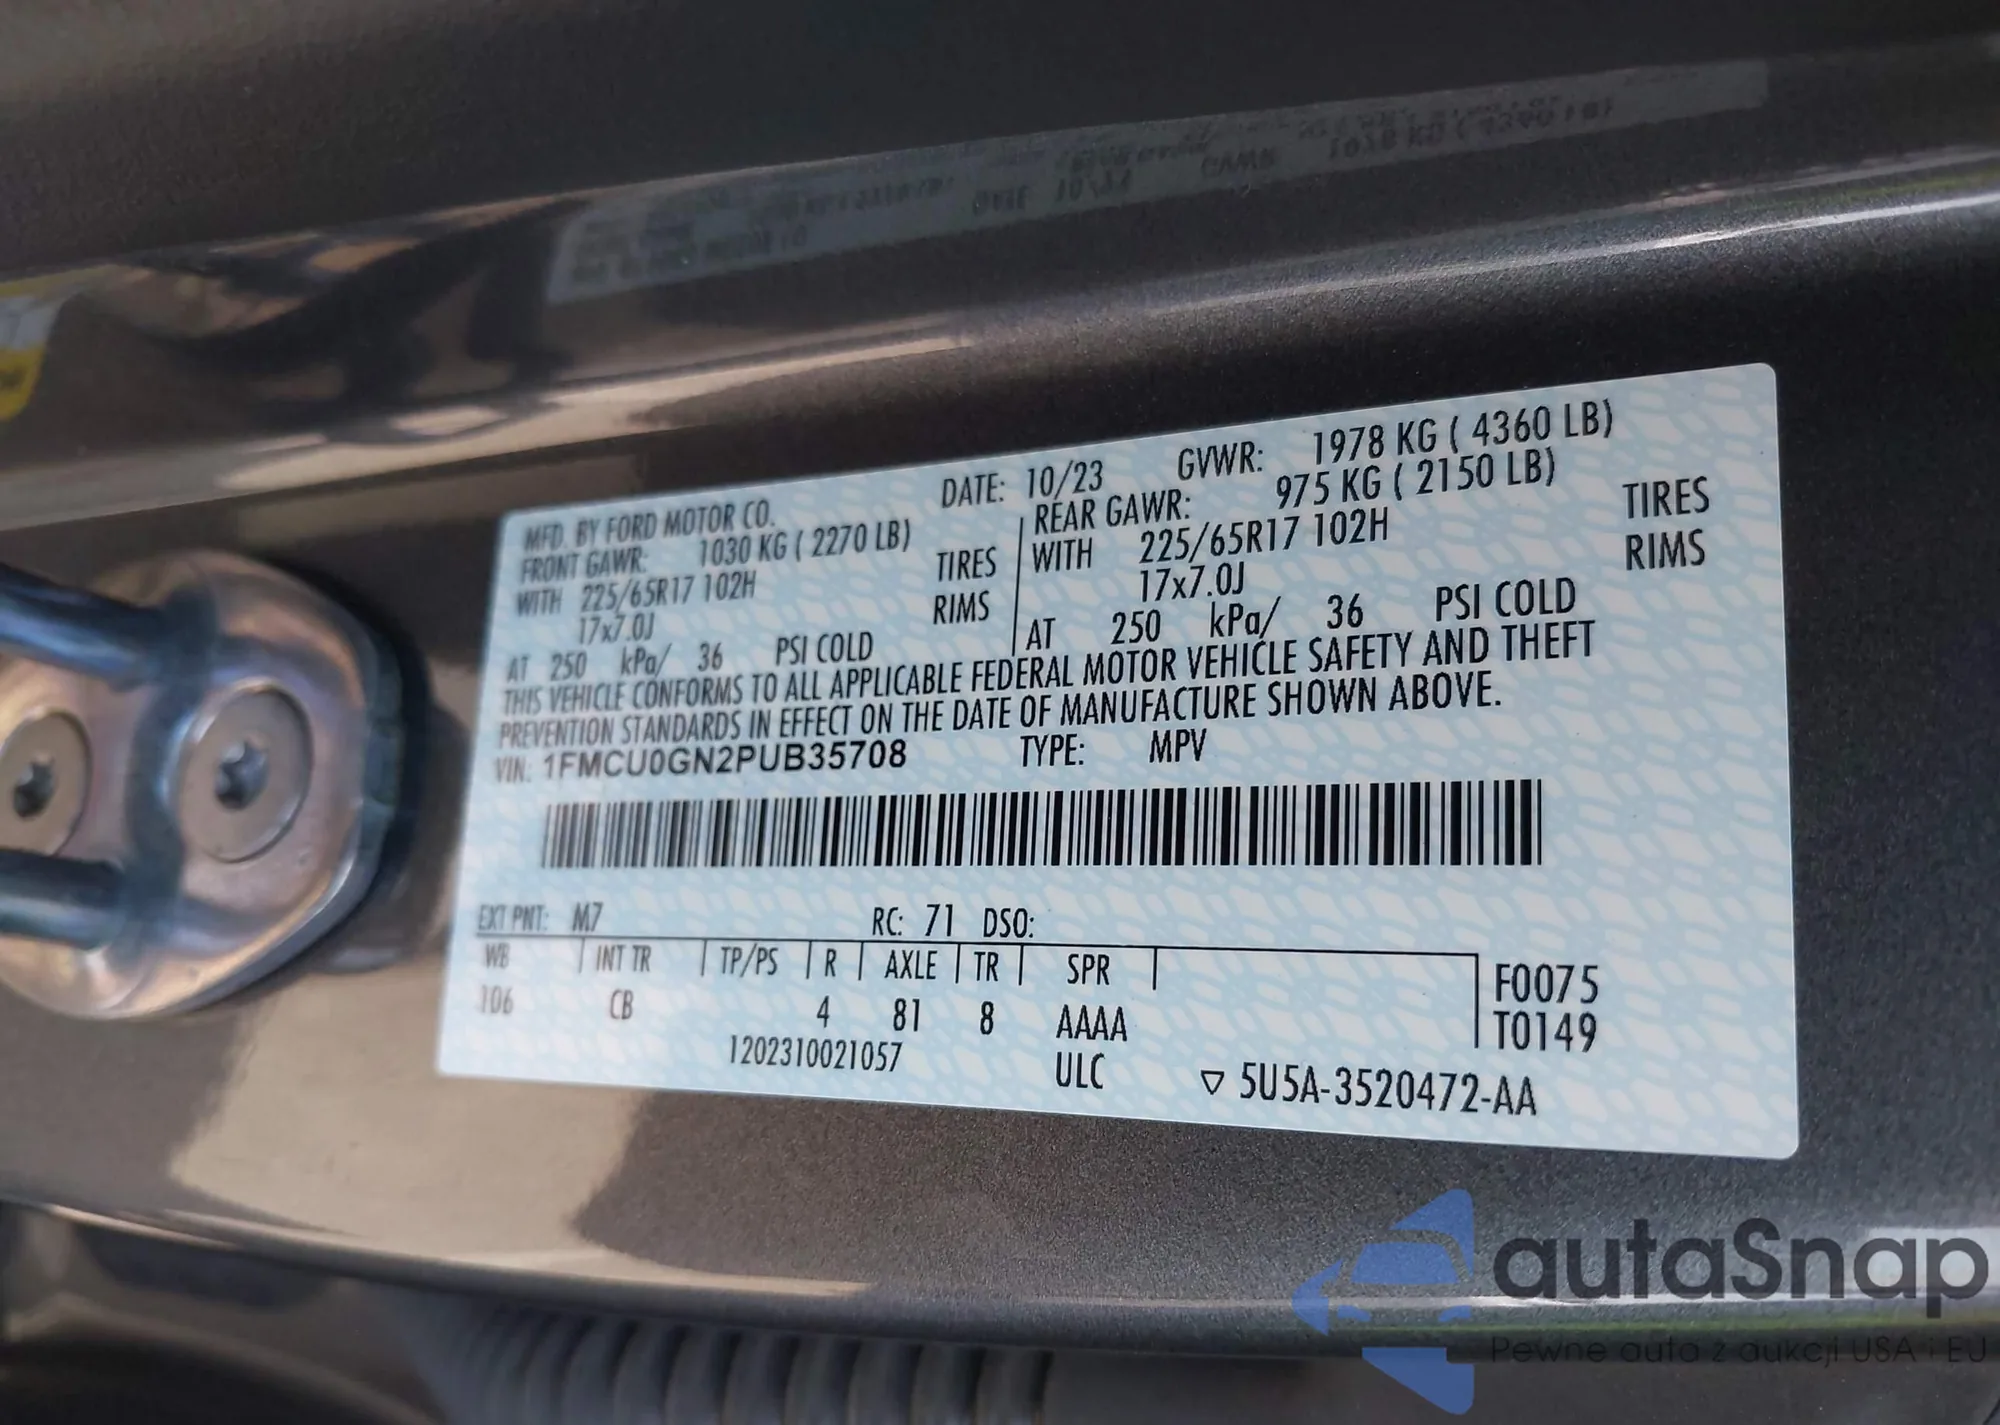 MFD. BY FORD MOTOR CO. DATE: 10/23 GVWR: 1978 KG ( 4360 LB)
FRONT GAWR: 1030 KG ( 2270 LB) REAR GAWR: 975 KG ( 2150 LB)
WITH 225/65R17 102H TIRES WITH 225/65R17 102H TIRES
17x7.0J RIMS 17x7.0J RIMS
AT 250 kPa/ 36 PSI COLD AT 250 kPa/ 36 PSI COLD
THIS VEHICLE CONFORMS TO ALL APPLICABLE FEDERAL MOTOR VEHICLE SAFETY AND THEFT
PREVENTION STANDARDS IN EFFECT ON THE DATE OF MANUFACTURE SHOWN ABOVE.
VIN: 1FMCU0GN2PUB35708 TYPE: MPV
EXT PNT: M7 RC: 71 DSO:
WB INT TR TP/PS R AXLE TR SPR F0075
106 CB 4 81 8 AAAA T0149
1202310021057 ULC ▽ 5U5A-3520472-AA
autaSnap
Pewne auta z aukcji USA i EU